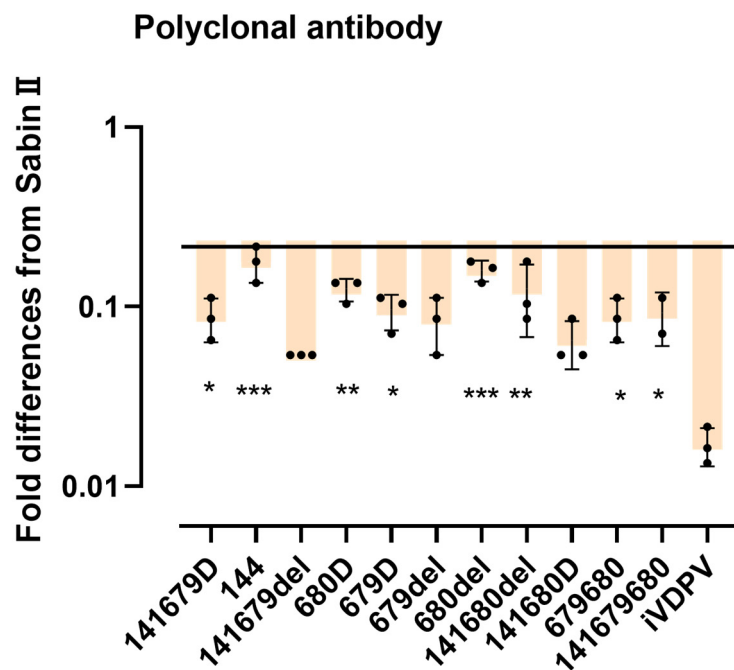 Polyclonal antibody
Fold differences from Sabin II
1
0.1
0.01
* *** ** * *** ** * *
141679D
144
141679del
680D
679D
679del
680del
141680del
141680D
679680
141679680
iVDPV